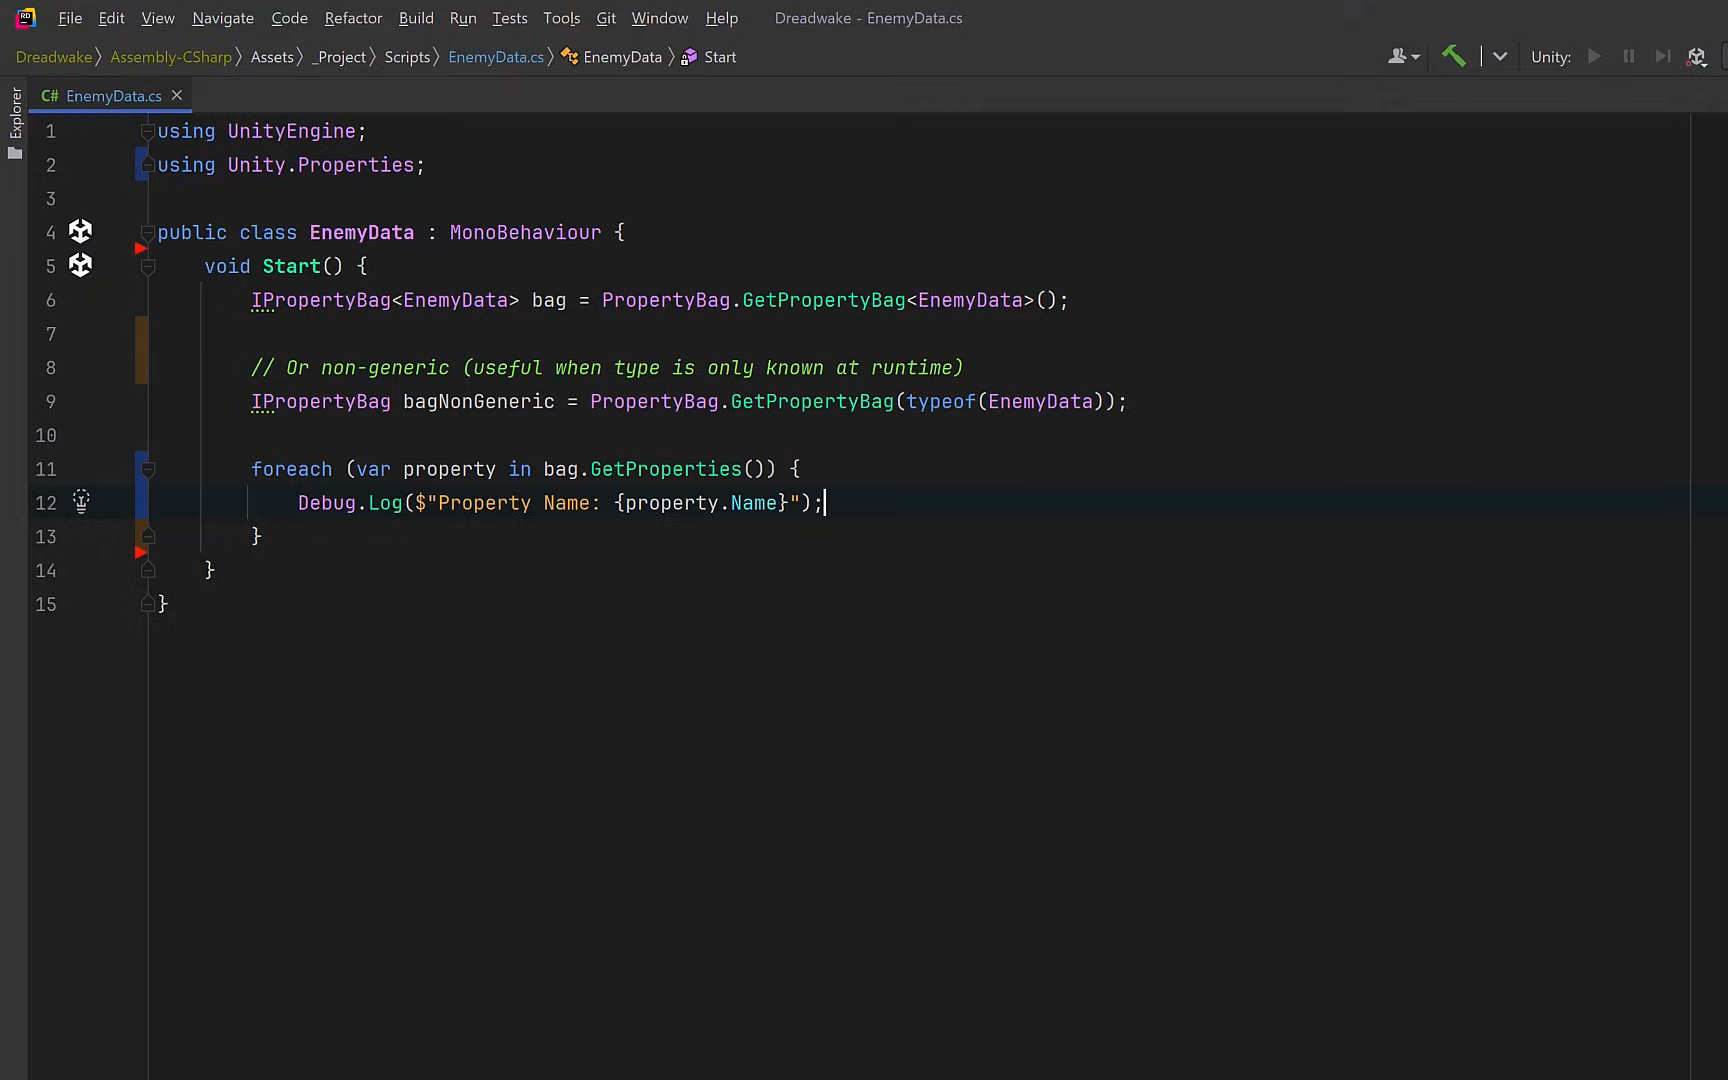 RD File Edit View Navigate Code Refactor Build Run Tests Tools Git Window Help Dreadwake - EnemyData.cs
Dreadwake Assembly-CSharp Assets _Project Scripts EnemyData.cs EnemyData Start Unity:
C# EnemyData.cs
Explorer
1 using UnityEngine;
2 using Unity.Properties;
3
4 public class EnemyData : MonoBehaviour {
5 void Start() {
6 IPropertyBag<EnemyData> bag = PropertyBag.GetPropertyBag<EnemyData>();
7
8 // Or non-generic (useful when type is only known at runtime)
9 IPropertyBag bagNonGeneric = PropertyBag.GetPropertyBag(typeof(EnemyData));
10
11 foreach (var property in bag.GetProperties()) {
12 Debug.Log($"Property Name: {property.Name}");
13 }
14 }
15 }